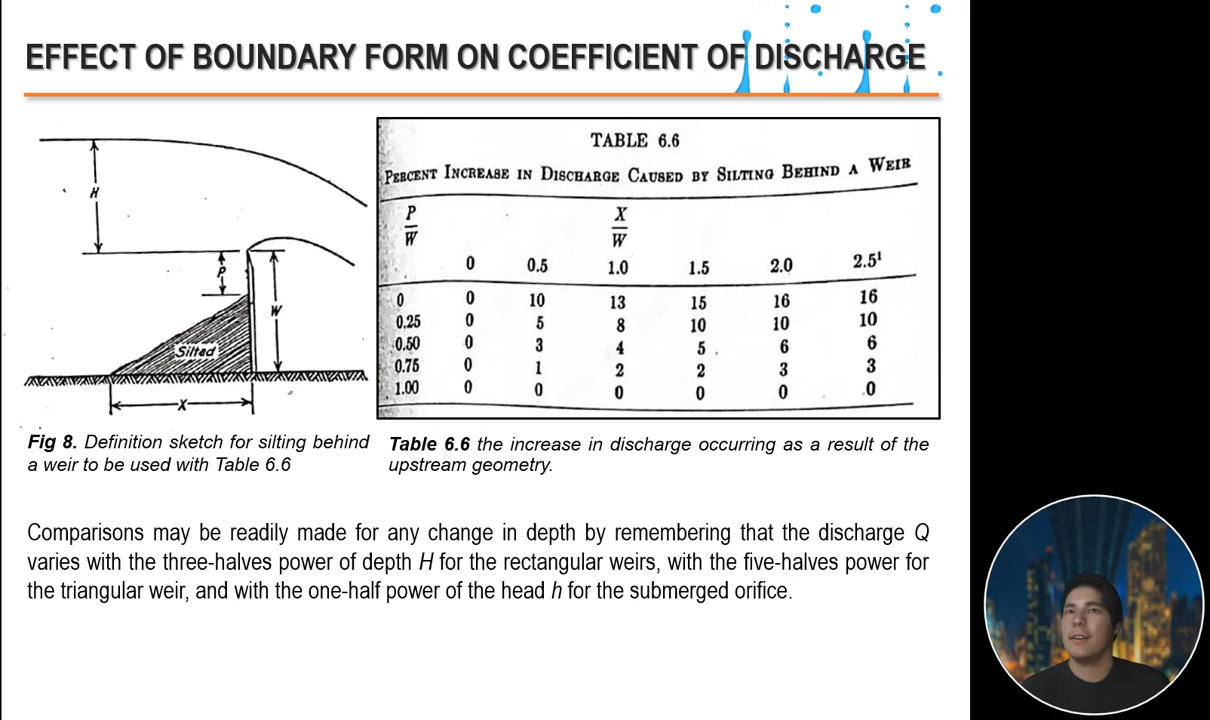 EFFECT OF BOUNDARY FORM ON COEFFICIENT OF DISCHARGE
H
P
W
Silted
X
TABLE 6.6
PERCENT INCREASE IN DISCHARGE CAUSED BY SILTING BEHIND A WEIR
P X
W W
0 0.5 1.0 1.5 2.0 2.5¹
0 0 10 13 15 16 16
0.25 0 5 8 10 10 10
0.50 0 3 4 5 6 6
0.75 0 1 2 2 3 3
1.00 0 0 0 0 0 0
Fig 8. Definition sketch for silting behind
a weir to be used with Table 6.6
Table 6.6 the increase in discharge occurring as a result of the
upstream geometry.
Comparisons may be readily made for any change in depth by remembering that the discharge Q
varies with the three-halves power of depth H for the rectangular weirs, with the five-halves power for
the triangular weir, and with the one-half power of the head h for the submerged orifice.